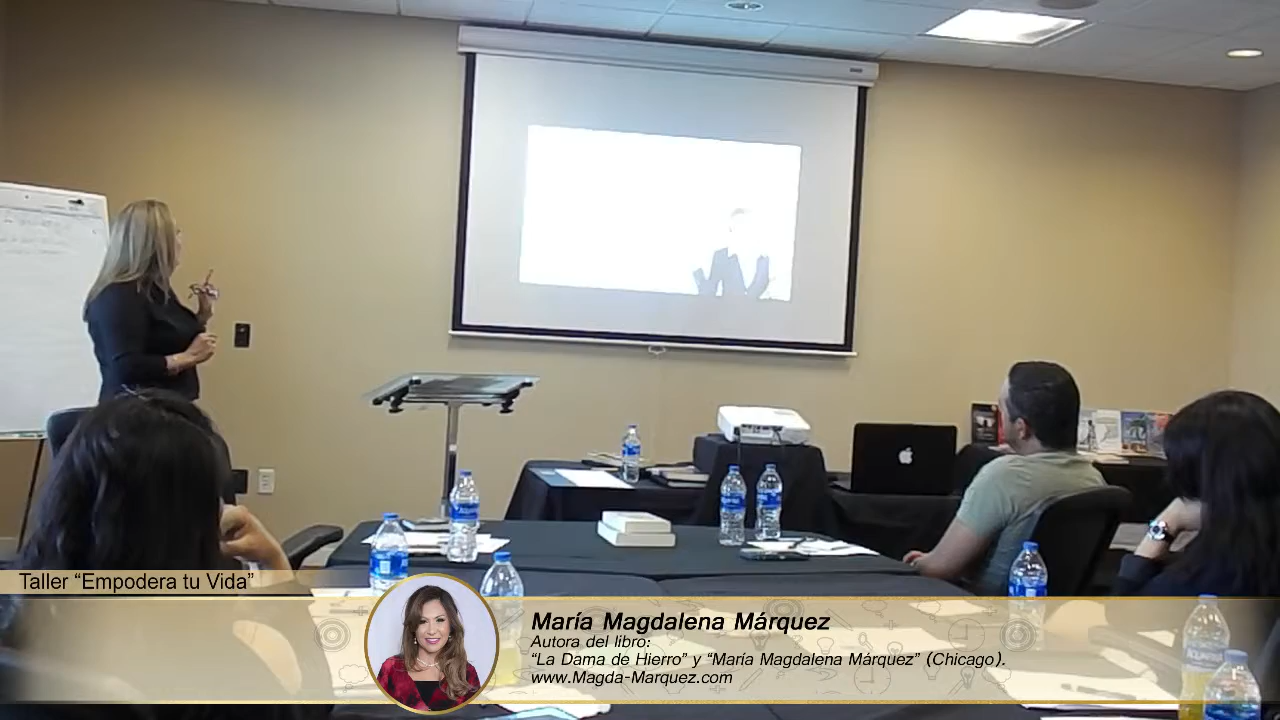 Taller “Empodera tu Vida”
María Magdalena Márquez
Autora del libro:
“La Dama de Hierro” y “María Magdalena Márquez” (Chicago).
www.Magda-Marquez.com